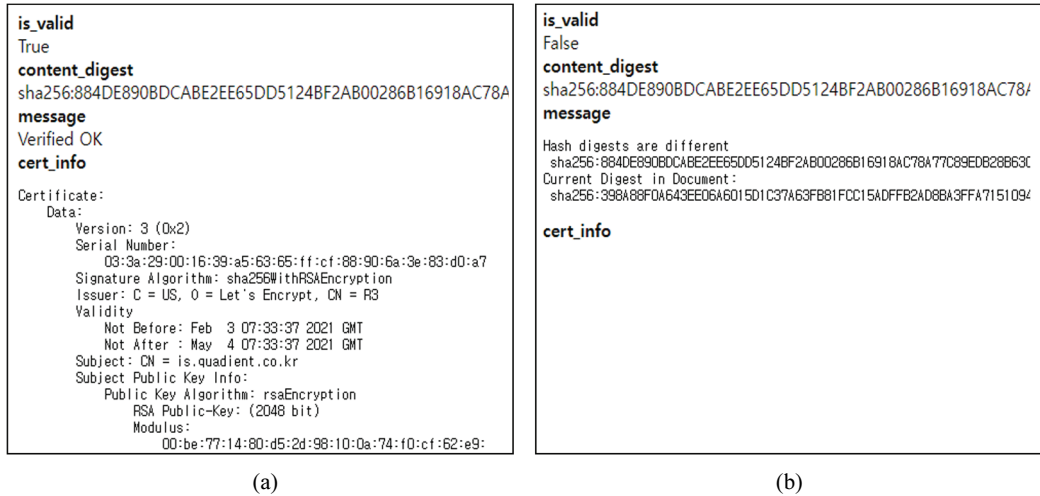 is_valid
True
content_digest
sha256:884DE890BDCABE2EE65DD5124BF2AB00286B16918AC78A
message
Verified OK
cert_info
Certificate:
Data:
Version: 3 (0x2)
Serial Number:
03:3a:29:00:16:39:a5:63:65:ff:cf:88:90:6a:3e:83:d0:a7
Signature Algorithm: sha256₩ithRSAEncryption
Issuer: C = US, O = Let's Encrypt, CN = R3
Validity
Not Before: Feb  3 07:33:37 2021 GMT
Not After : May  4 07:33:37 2021 GMT
Subject: CN = is.quadient.co.kr
Subject Public Key Info:
Public Key Algorithm: rsaEncryption
RSA Public-Key: (2048 bit)
Modulus:
00:be:77:14:80:d5:2d:98:10:0a:74:f0:cf:62:e9:
(a)
is_valid
False
content_digest
sha256:884DE890BDCABE2EE65DD5124BF2AB00286B16918AC78A
message
Hash digests are different
sha256:884DE890BDCABE2EE65DD5124BF2AB00286B16918AC78A77C89EDB28B63C
Current Digest in Document:
sha256:398A88F0A643EE06A6015D1C37A63FB81FCC15ADFFB2AD8BA3FFA7151094
cert_info
(b)